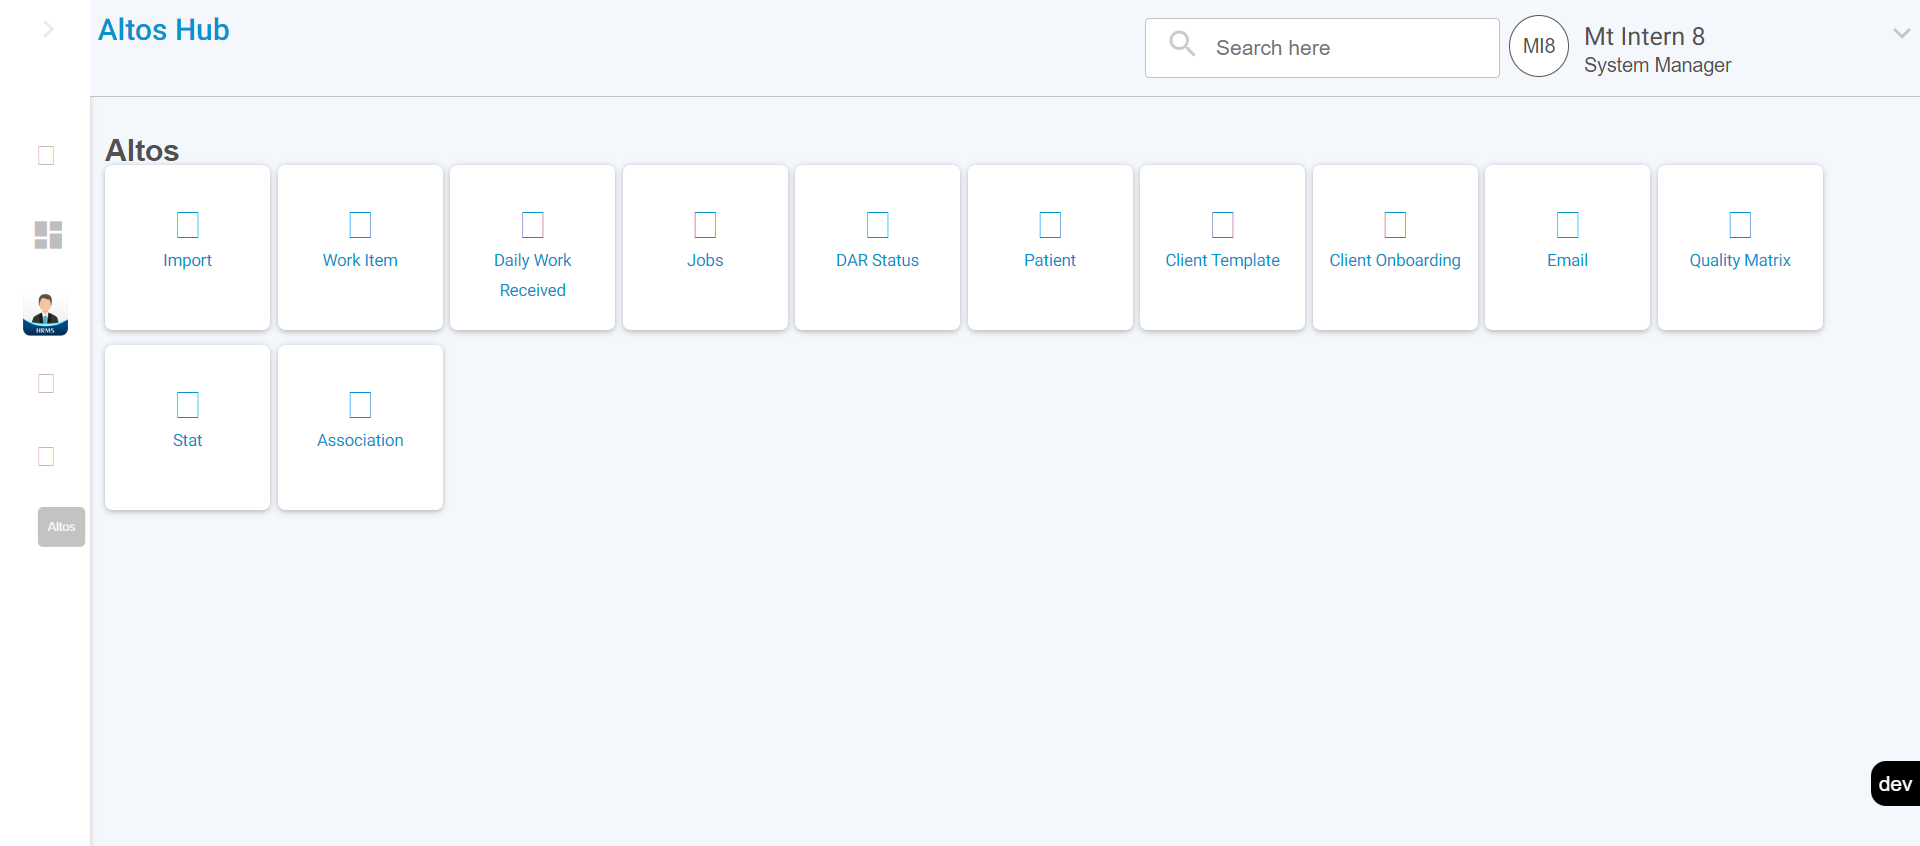 Altos Hub
Search here
MI8
Mt Intern 8
System Manager
Altos
Import
Work Item
Daily Work
Received
Jobs
DAR Status
Patient
Client Template
Client Onboarding
Email
Quality Matrix
Stat
Association
HRMS
Altos
dev